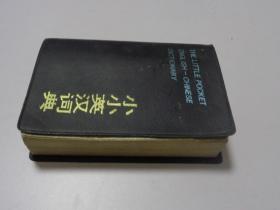 THE LITTLE POCKET
ENGLISH-CHINESE
DICTIONARY
小小英汉词典